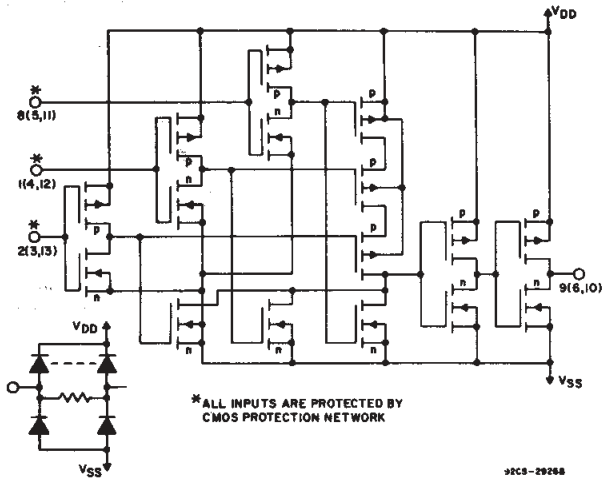 VDD
*
8(5,11)
p
n
p
*
1(4,12)
p
n
p
*
2(3,13)
p
n
p
p
p
9(6,10)
n
n
n
n
n
VDD
VSS
*ALL INPUTS ARE PROTECTED BY
CMOS PROTECTION NETWORK
VSS
92CS-29268